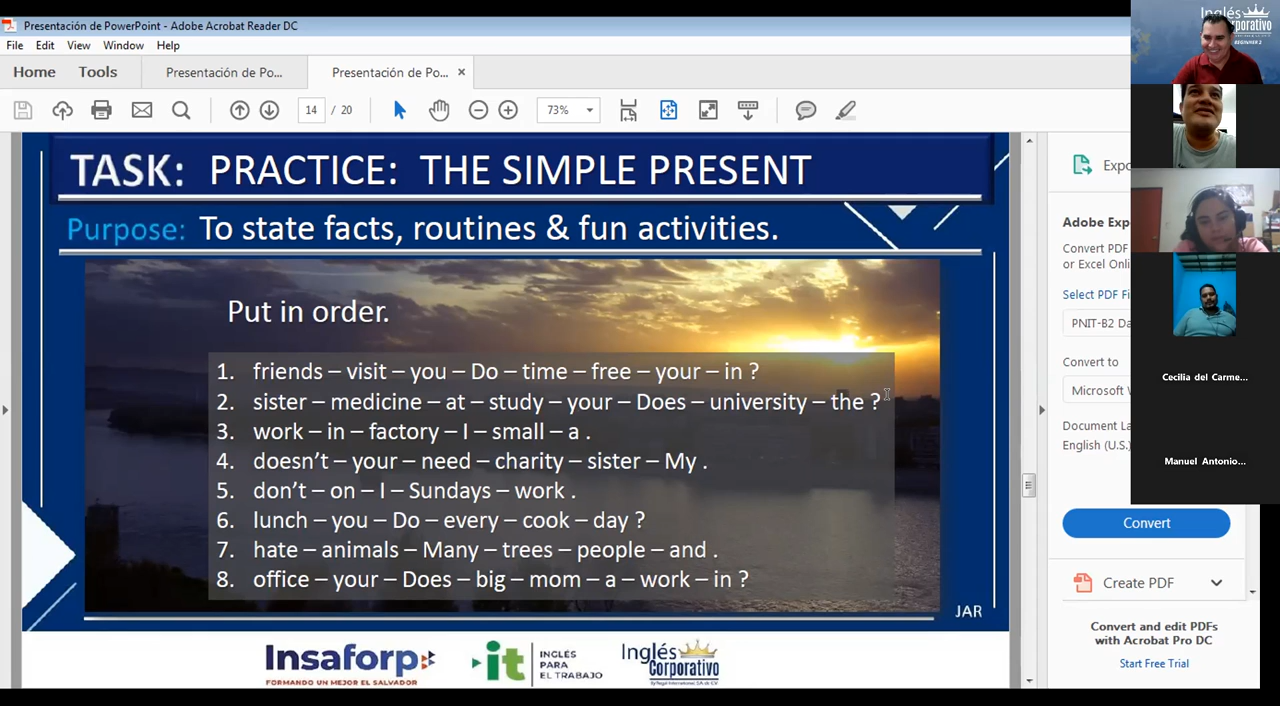 Presentación de PowerPoint - Adobe Acrobat Reader DC
File Edit View Window Help
Home Tools Presentación de Po... Presentación de Po... ×
14 / 20 73%
TASK: PRACTICE: THE SIMPLE PRESENT
Purpose: To state facts, routines & fun activities.
Put in order.
1. friends – visit – you – Do – time – free – your – in ?
2. sister – medicine – at – study – your – Does – university – the ?
3. work – in – factory – I – small – a .
4. doesn't – your – need – charity – sister – My .
5. don't – on – I – Sundays – work .
6. lunch – you – Do – every – cook – day ?
7. hate – animals – Many – trees – people – and .
8. office – your – Does – big – mom – a – work – in ?
JAR
Insaforp
FORMANDO UN MEJOR EL SALVADOR
it
INGLÉS
PARA
EL TRABAJO
Inglés
Corporativo
Expo
Adobe Exp
Convert PDF
or Excel Onli
Select PDF Fi
PNIT-B2 Da
Convert to
Microsoft W
Document La
English (U.S.)
Convert
Create PDF
Convert and edit PDFs
with Acrobat Pro DC
Start Free Trial
Inglés
rporativo
BEGINNER 2
Cecilia del Carme...
Manuel Antonio...